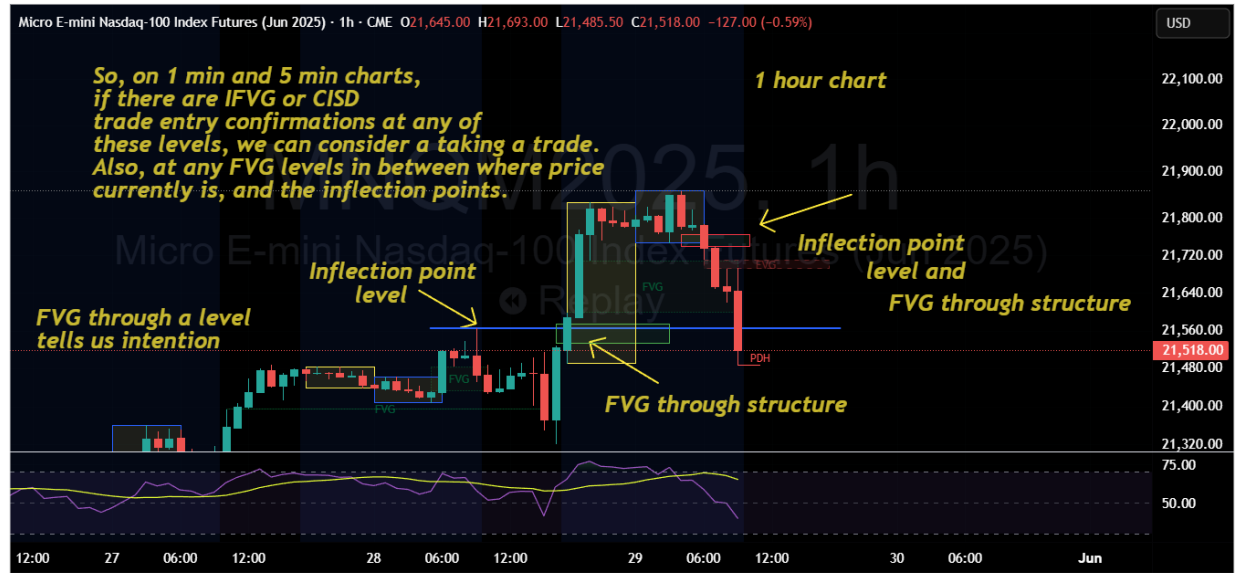 Micro E-mini Nasdaq-100 Index Futures (Jun 2025) · 1h · CME O21,645.00 H21,693.00 L21,485.50 C21,518.00 −127.00 (−0.59%)
USD
So, on 1 min and 5 min charts,
if there are IFVG or CISD
trade entry confirmations at any of
these levels, we can consider a taking a trade.
Also, at any FVG levels in between where price
currently is, and the inflection points.
1 hour chart
MNQM2025, 1h
Micro E-mini Nasdaq-100 Index Futures (Jun 2025)
Replay
Inflection point
level
Inflection point
level and
FVG through structure
FVG through a level
tells us intention
FVG through structure
FVG
FVG
FVG
FVG
PDH
22,100.00
22,000.00
21,900.00
21,800.00
21,720.00
21,640.00
21,560.00
21,518.00
21,480.00
21,400.00
21,320.00
75.00
50.00
12:00 27 06:00 12:00 28 06:00 12:00 29 06:00 12:00 30 06:00 Jun